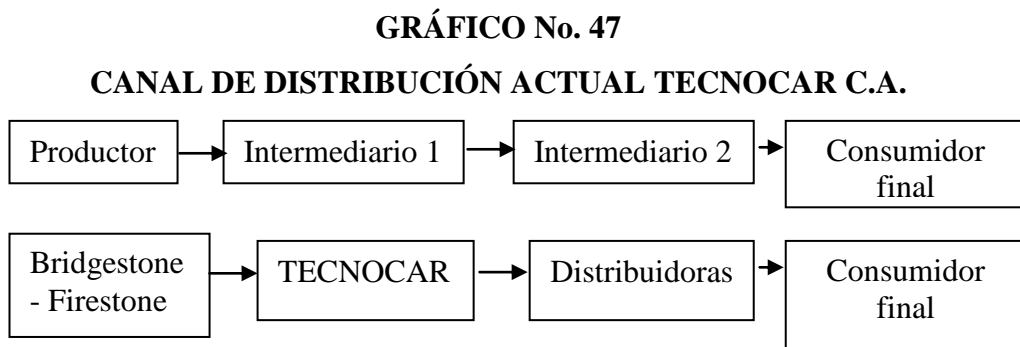 GRÁFICO No. 47
CANAL DE DISTRIBUCIÓN ACTUAL TECNOCAR C.A.
Productor
Intermediario 1
Intermediario 2
Consumidor
final
Bridgestone
- Firestone
TECNOCAR
Distribuidoras
Consumidor
final